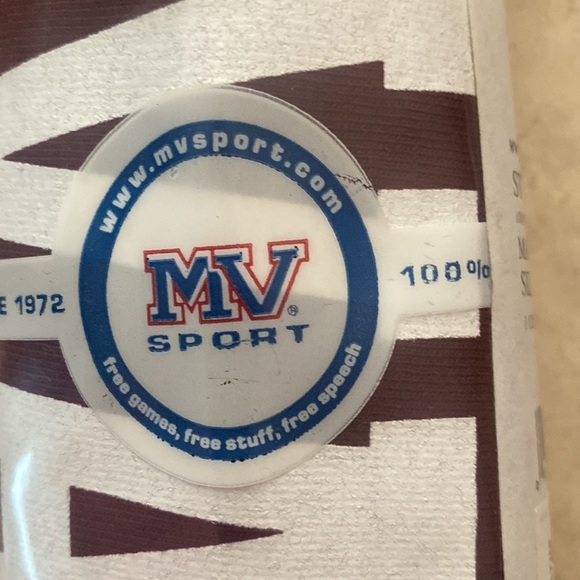 www.mvsport.com
E 1972
MV®
SPORT
100%
free games, free stuff, free speech